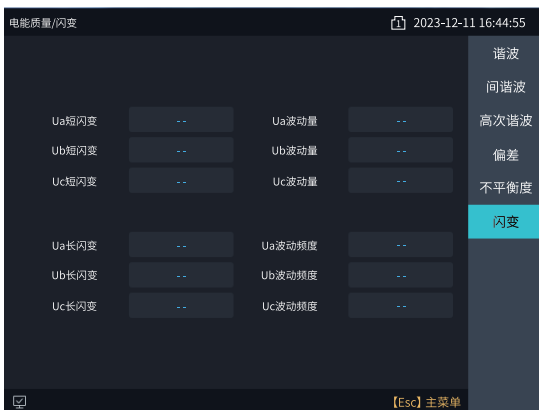 电能质量/闪变 1 2023-12-11 16:44:55
谐波
间谐波
高次谐波
偏差
不平衡度
闪变
Ua短闪变 -- Ua波动量 --
Ub短闪变 -- Ub波动量 --
Uc短闪变 -- Uc波动量 --
Ua长闪变 -- Ua波动频度 --
Ub长闪变 -- Ub波动频度 --
Uc长闪变 -- Uc波动频度 --
【Esc】主菜单